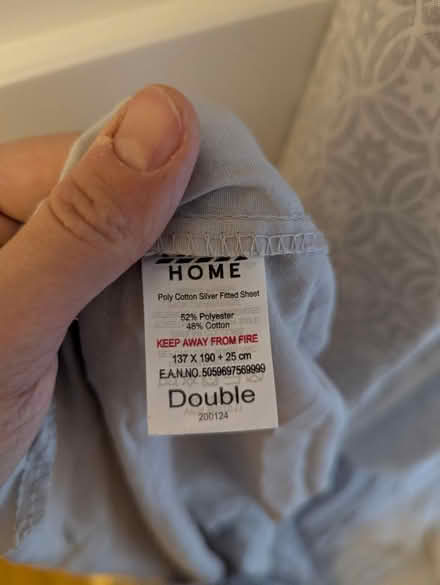 HOME
Poly Cotton Silver Fitted Sheet
52% Polyester
48% Cotton
KEEP AWAY FROM FIRE
137 X 190 + 25 cm
E.A.N.NO. 5059697569999
Double
200124